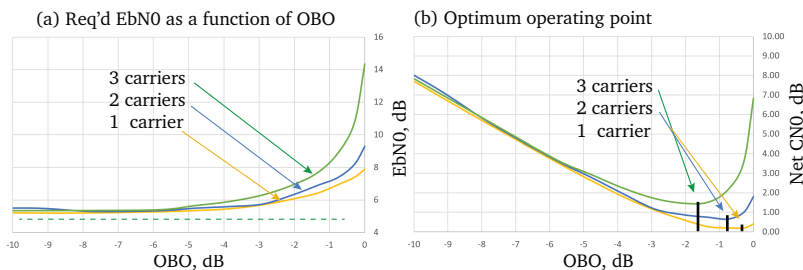 (a) Req'd EbN0 as a function of OBO
16
14
12
10
8
6
4
3 carriers
2 carriers
1 carrier
EbN0, dB
-10 -9 -8 -7 -6 -5 -4 -3 -2 -1 0
OBO, dB
(b) Optimum operating point
10.00
9.00
8.00
7.00
6.00
5.00
4.00
3.00
2.00
1.00
0.00
3 carriers
2 carriers
1 carrier
Net CN0, dB
-10 -9 -8 -7 -6 -5 -4 -3 -2 -1 0
OBO, dB